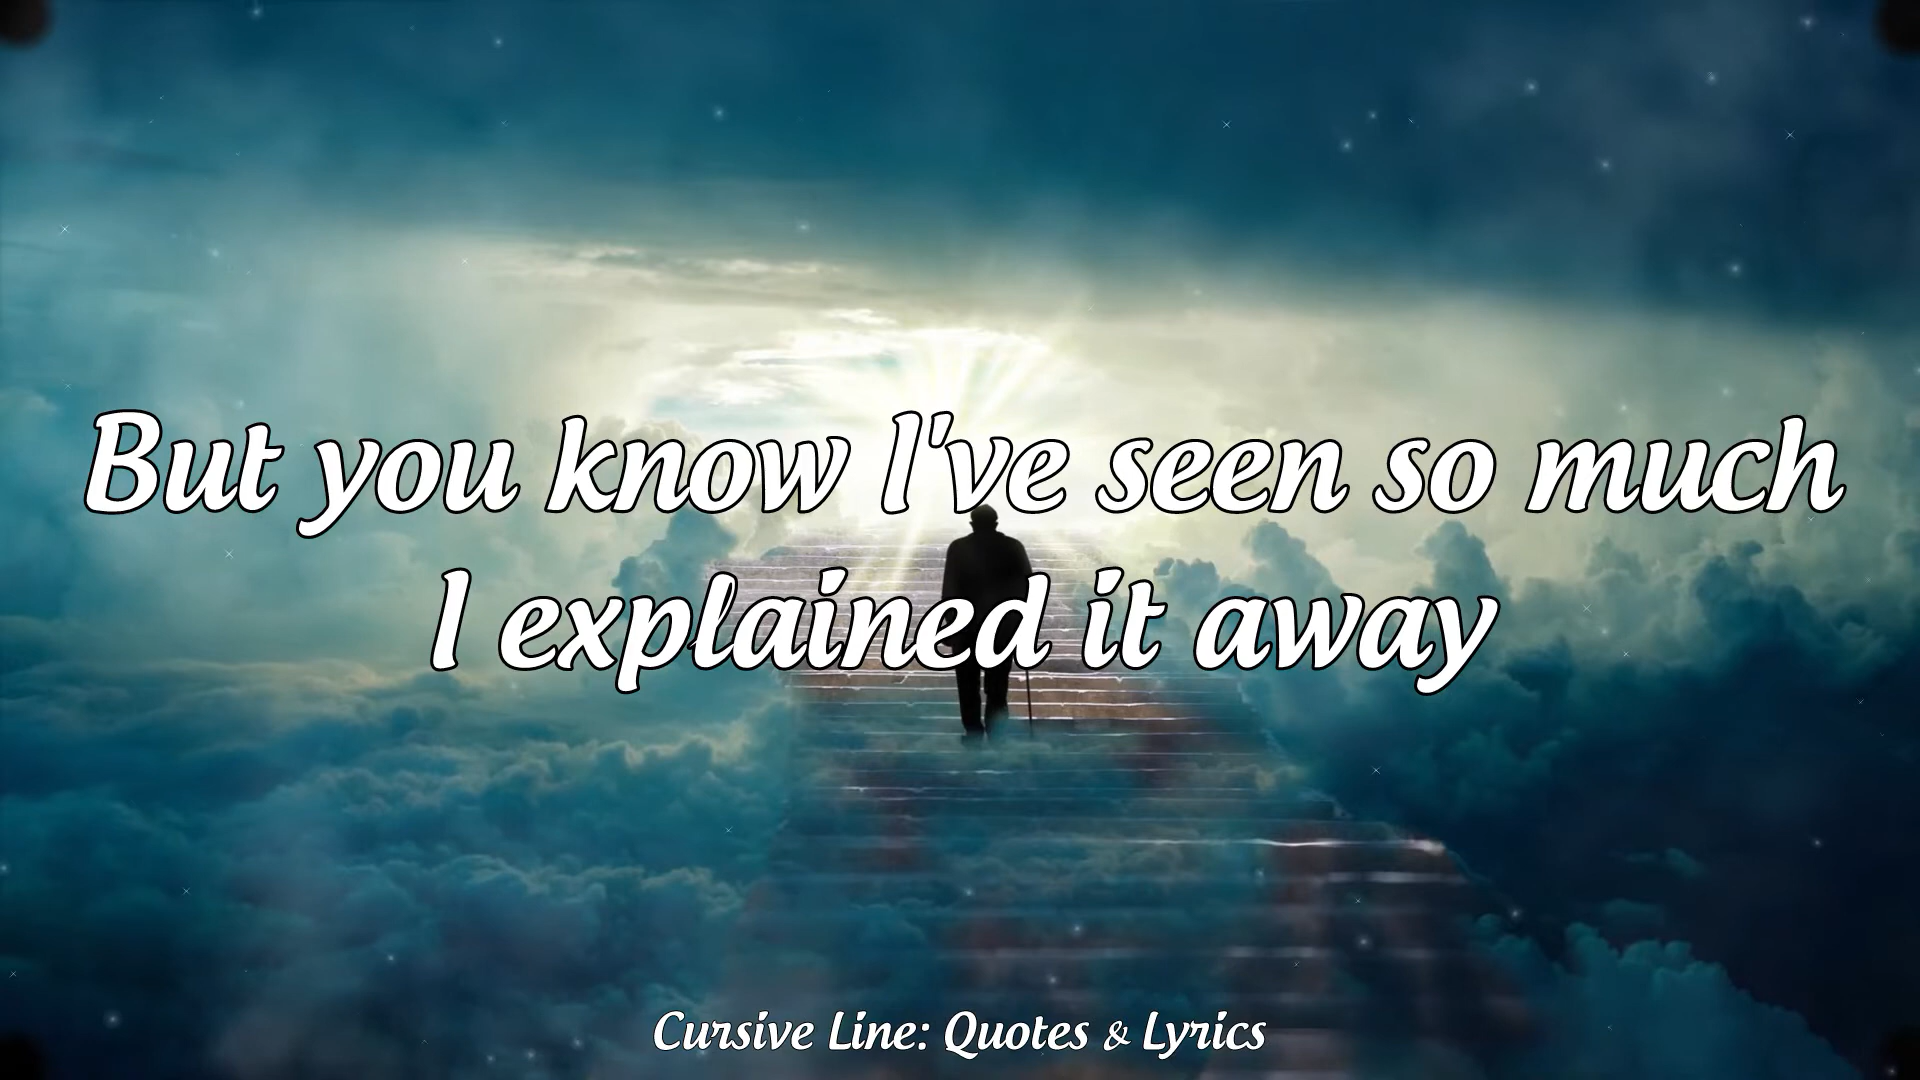 But you know I've seen so much
I explained it away
Cursive Line: Quotes & Lyrics